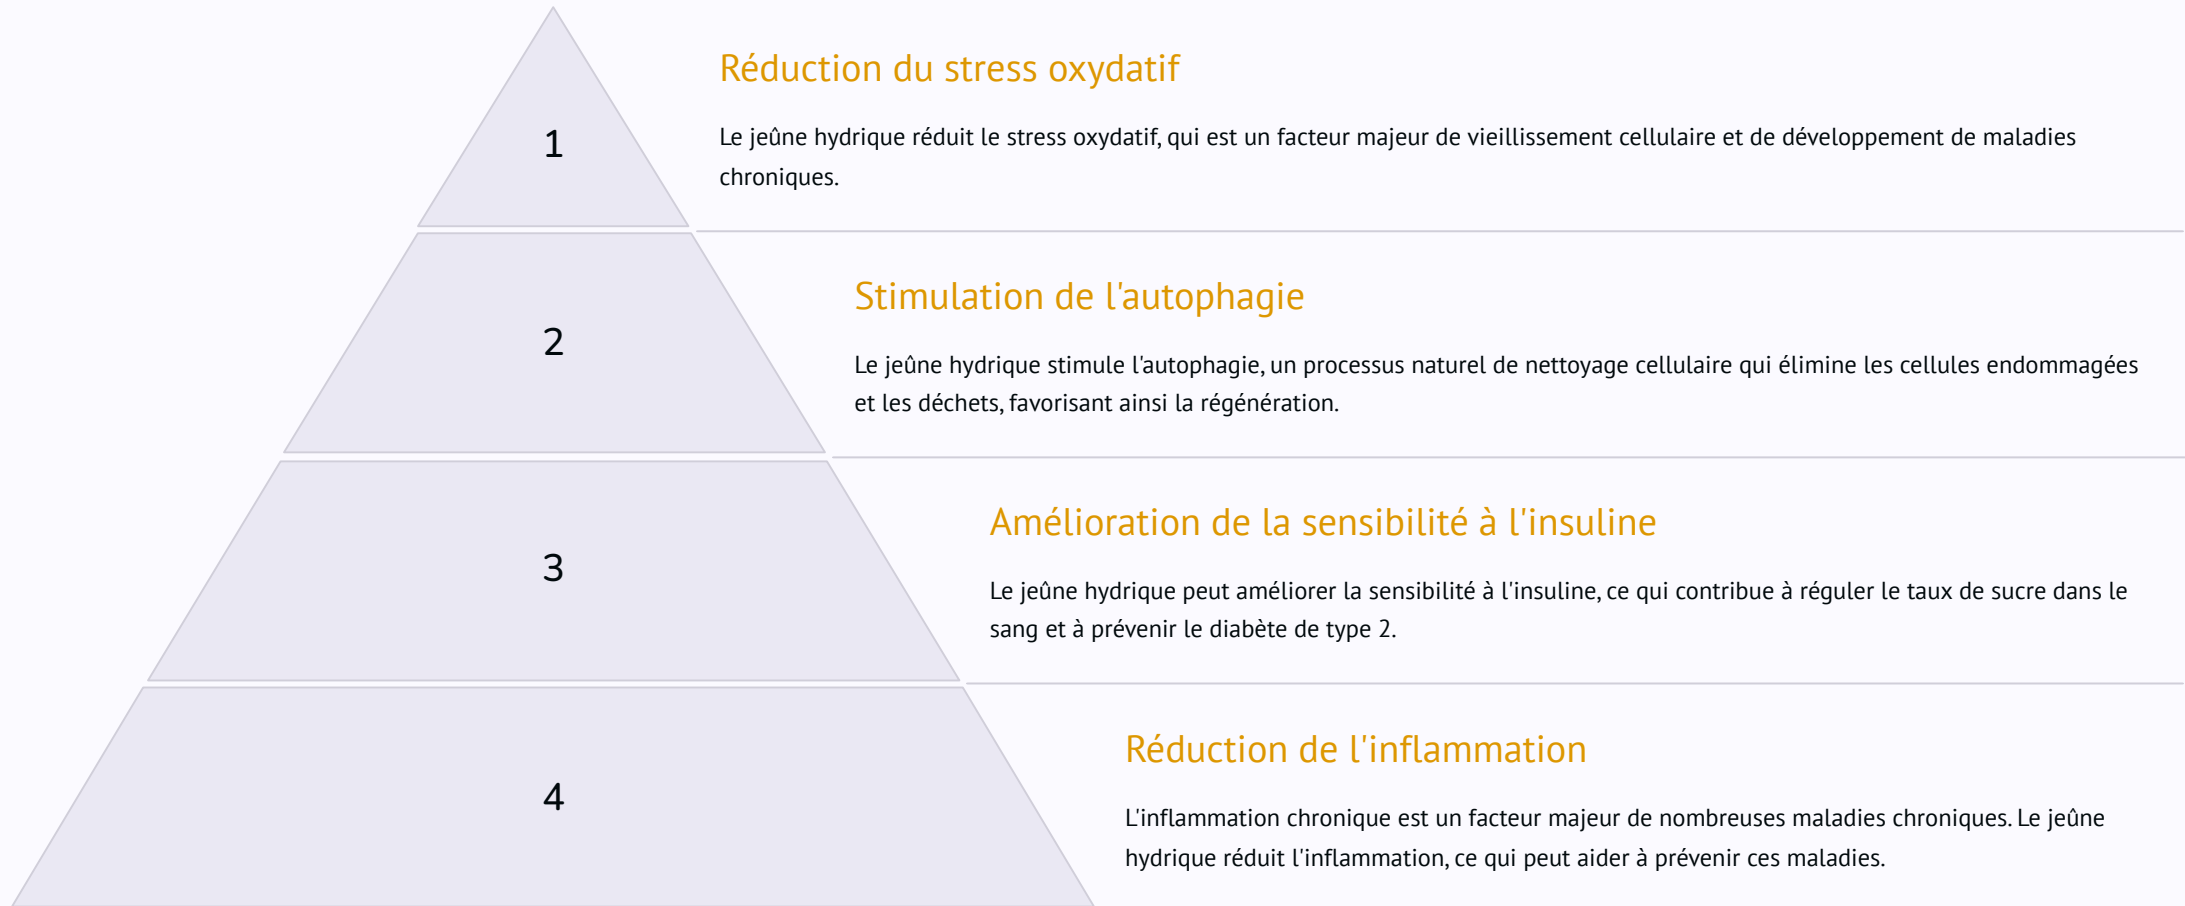 1
Réduction du stress oxydatif
Le jeûne hydrique réduit le stress oxydatif, qui est un facteur majeur de vieillissement cellulaire et de développement de maladies
chroniques.
2
Stimulation de l'autophagie
Le jeûne hydrique stimule l'autophagie, un processus naturel de nettoyage cellulaire qui élimine les cellules endommagées
et les déchets, favorisant ainsi la régénération.
3
Amélioration de la sensibilité à l'insuline
Le jeûne hydrique peut améliorer la sensibilité à l'insuline, ce qui contribue à réguler le taux de sucre dans le
sang et à prévenir le diabète de type 2.
4
Réduction de l'inflammation
L'inflammation chronique est un facteur majeur de nombreuses maladies chroniques. Le jeûne
hydrique réduit l'inflammation, ce qui peut aider à prévenir ces maladies.